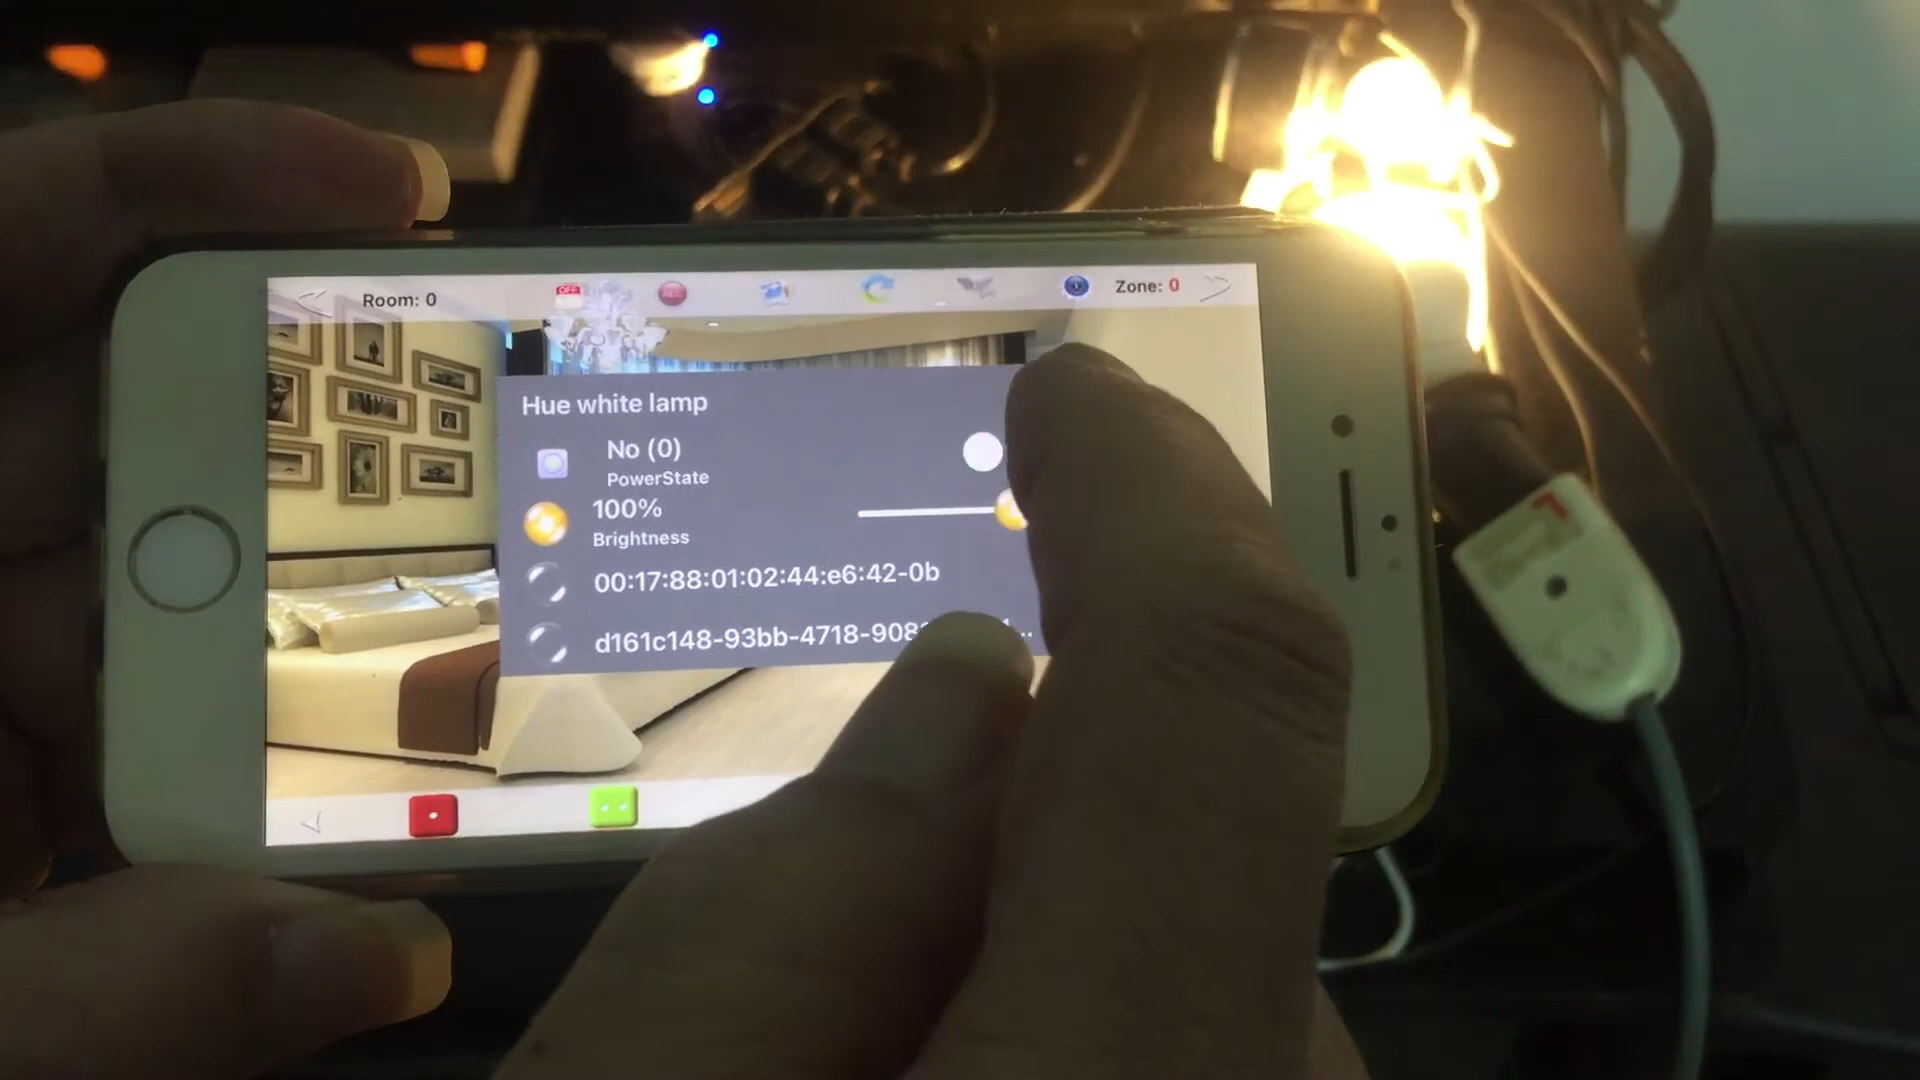 Room: 0
OFF
REC
Zone: 0
Hue white lamp
No (0)
PowerState
100%
Brightness
00:17:88:01:02:44:e6:42-0b
d161c148-93bb-4718-908